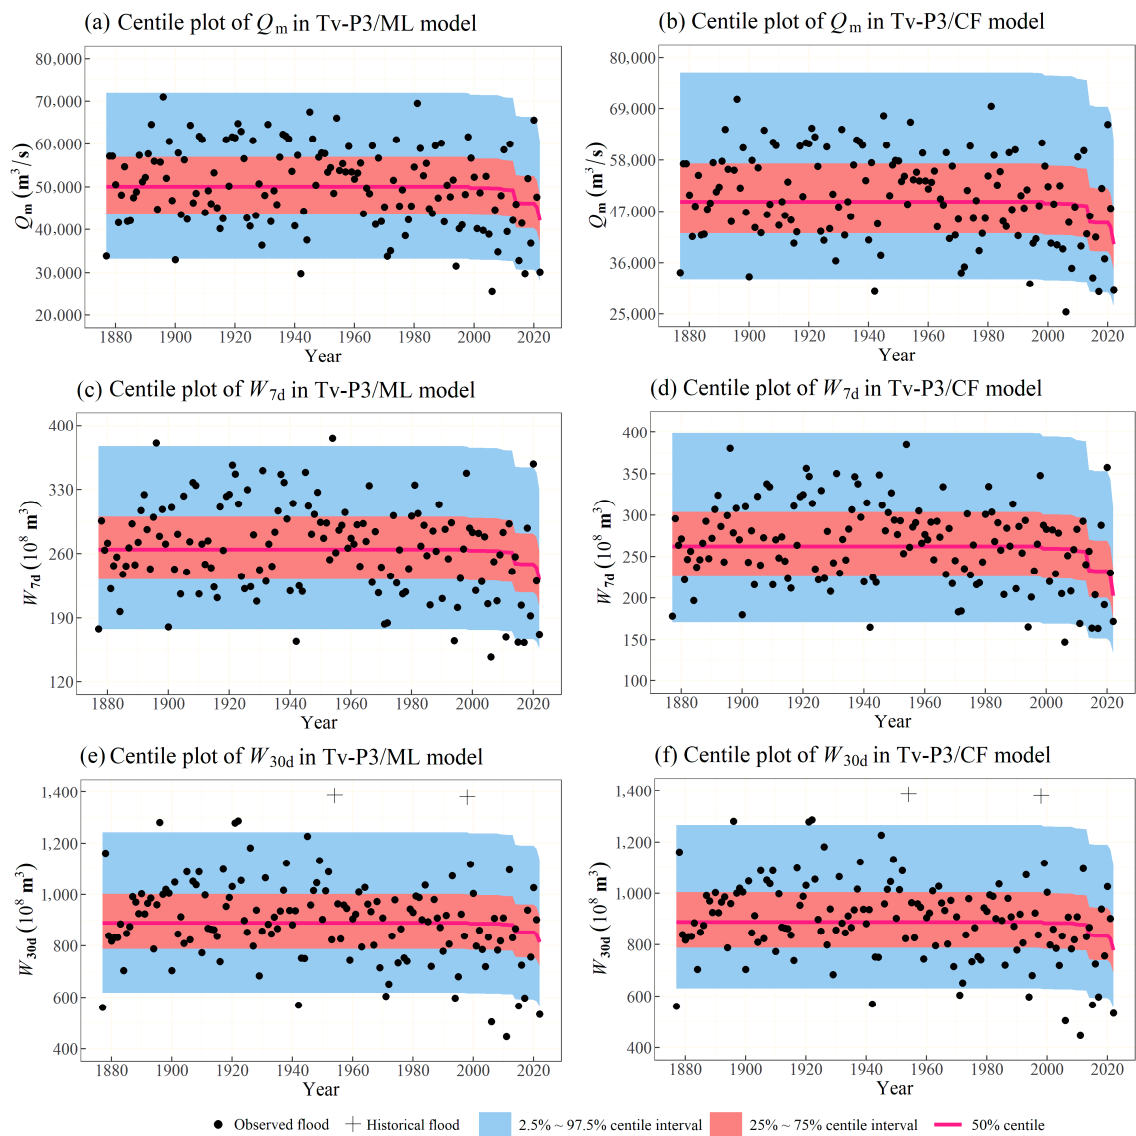 (a) Centile plot of Qm in Tv-P3/ML model
80,000
70,000
60,000
50,000
40,000
30,000
20,000
Qm (m³/s)
1880 1900 1920 1940 1960 1980 2000 2020
Year
(b) Centile plot of Qm in Tv-P3/CF model
80,000
69,000
58,000
47,000
36,000
25,000
Qm (m³/s)
1880 1900 1920 1940 1960 1980 2000 2020
Year
(c) Centile plot of W7d in Tv-P3/ML model
400
330
260
190
120
W7d (10⁸ m³)
1880 1900 1920 1940 1960 1980 2000 2020
Year
(d) Centile plot of W7d in Tv-P3/CF model
400
350
300
250
200
150
100
W7d (10⁸ m³)
1880 1900 1920 1940 1960 1980 2000 2020
Year
(e) Centile plot of W30d in Tv-P3/ML model
1,400
1,200
1,000
800
600
400
W30d (10⁸ m³)
1880 1900 1920 1940 1960 1980 2000 2020
Year
(f) Centile plot of W30d in Tv-P3/CF model
1,400
1,200
1,000
800
600
400
W30d (10⁸ m³)
1880 1900 1920 1940 1960 1980 2000 2020
Year
Observed flood Historical flood 2.5% ~ 97.5% centile interval 25% ~ 75% centile interval 50% centile